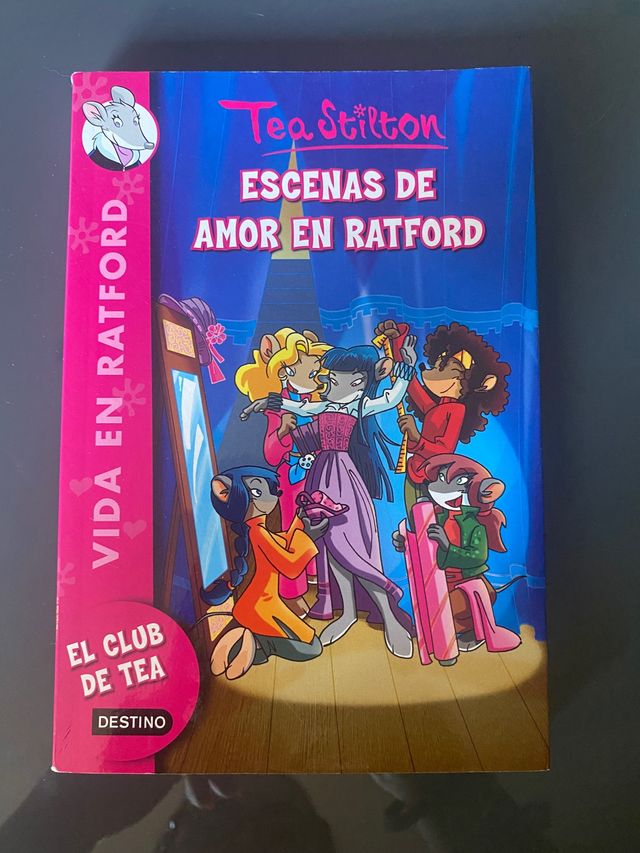 Tea Stilton
ESCENAS DE
AMOR EN RATFORD
VIDA EN RATFORD
EL CLUB
DE TEA
DESTINO